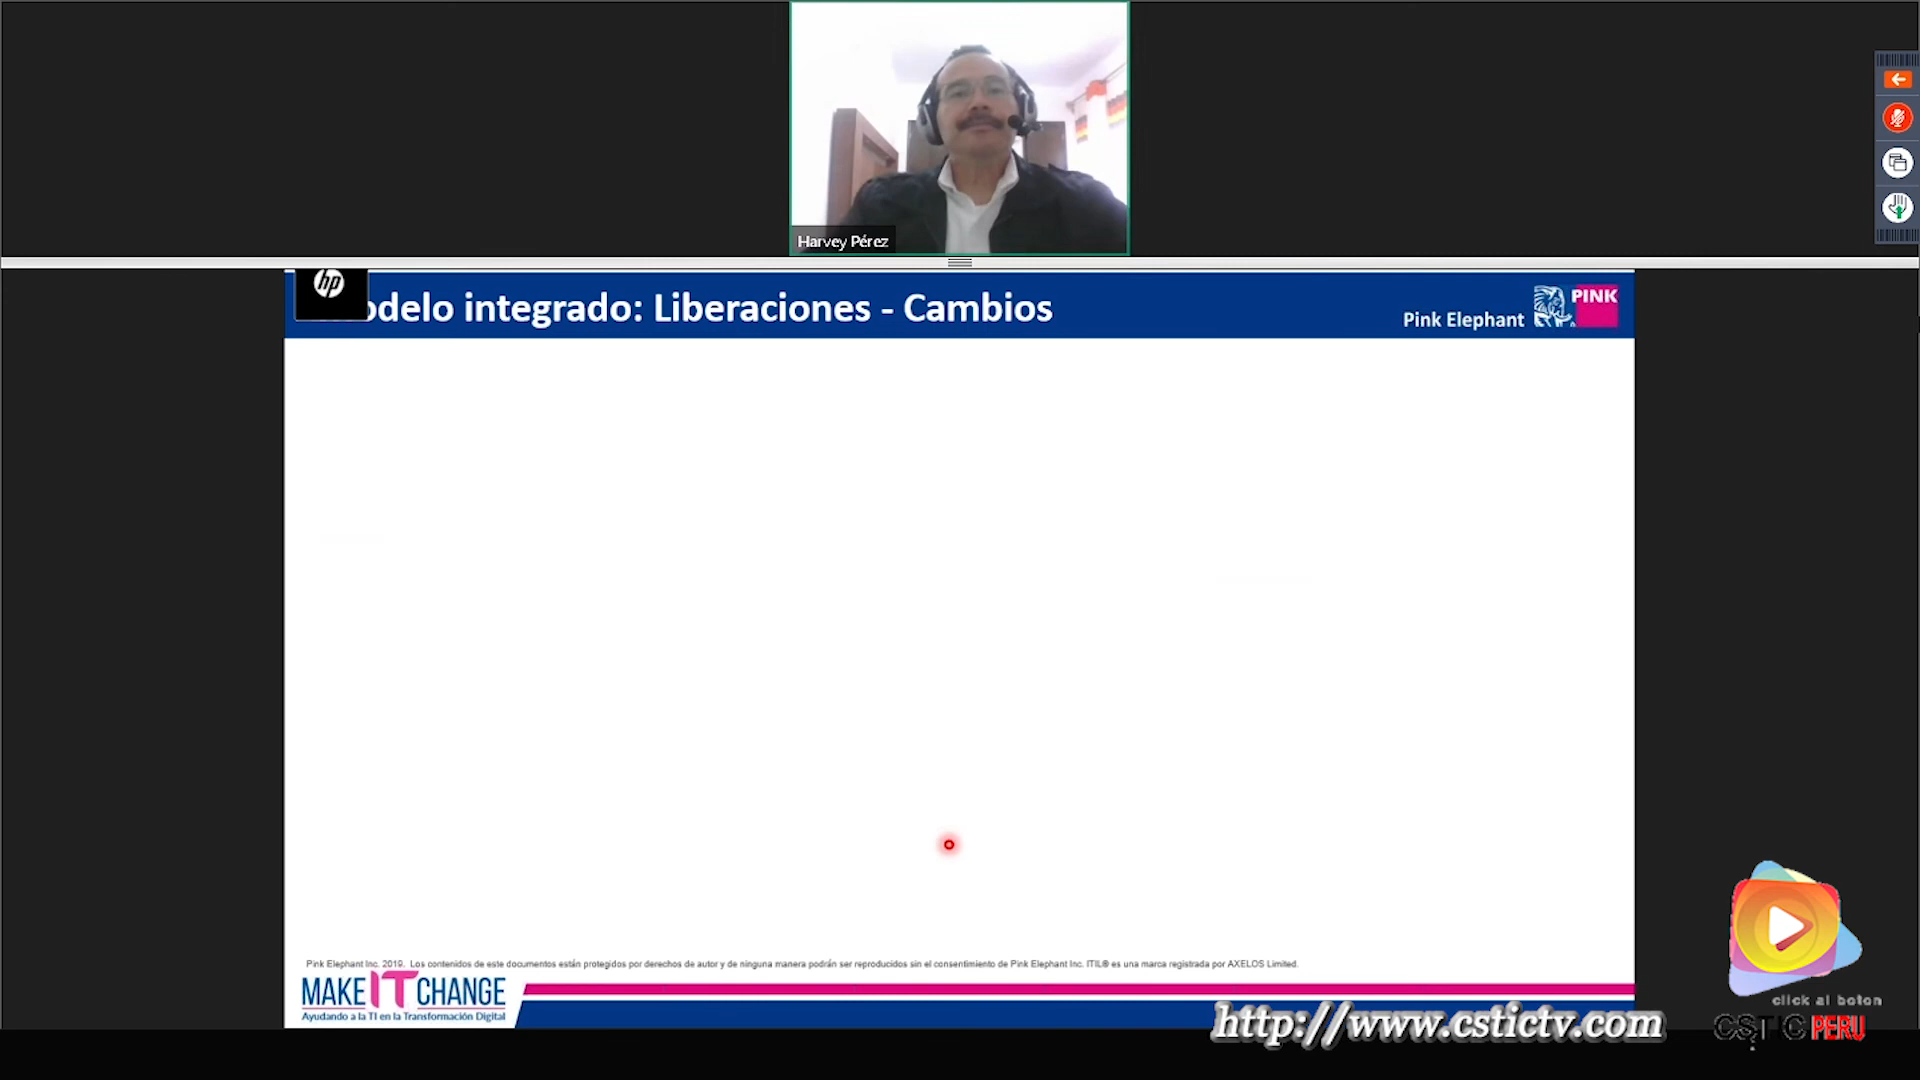 Harvey Pérez
hp
odelo integrado: Liberaciones - Cambios
Pink Elephant
PINK
Pink Elephant Inc. 2019. Los contenidos de este documentos están protegidos por derechos de autor y de ninguna manera podrán ser reproducidos sin el consentimiento de Pink Elephant Inc. ITIL® es una marca registrada por AXELOS Limited.
MAKE IT CHANGE
Ayudando a la TI en la Transformación Digital
http://www.cstictv.com
click al boton
CSTIC PERU